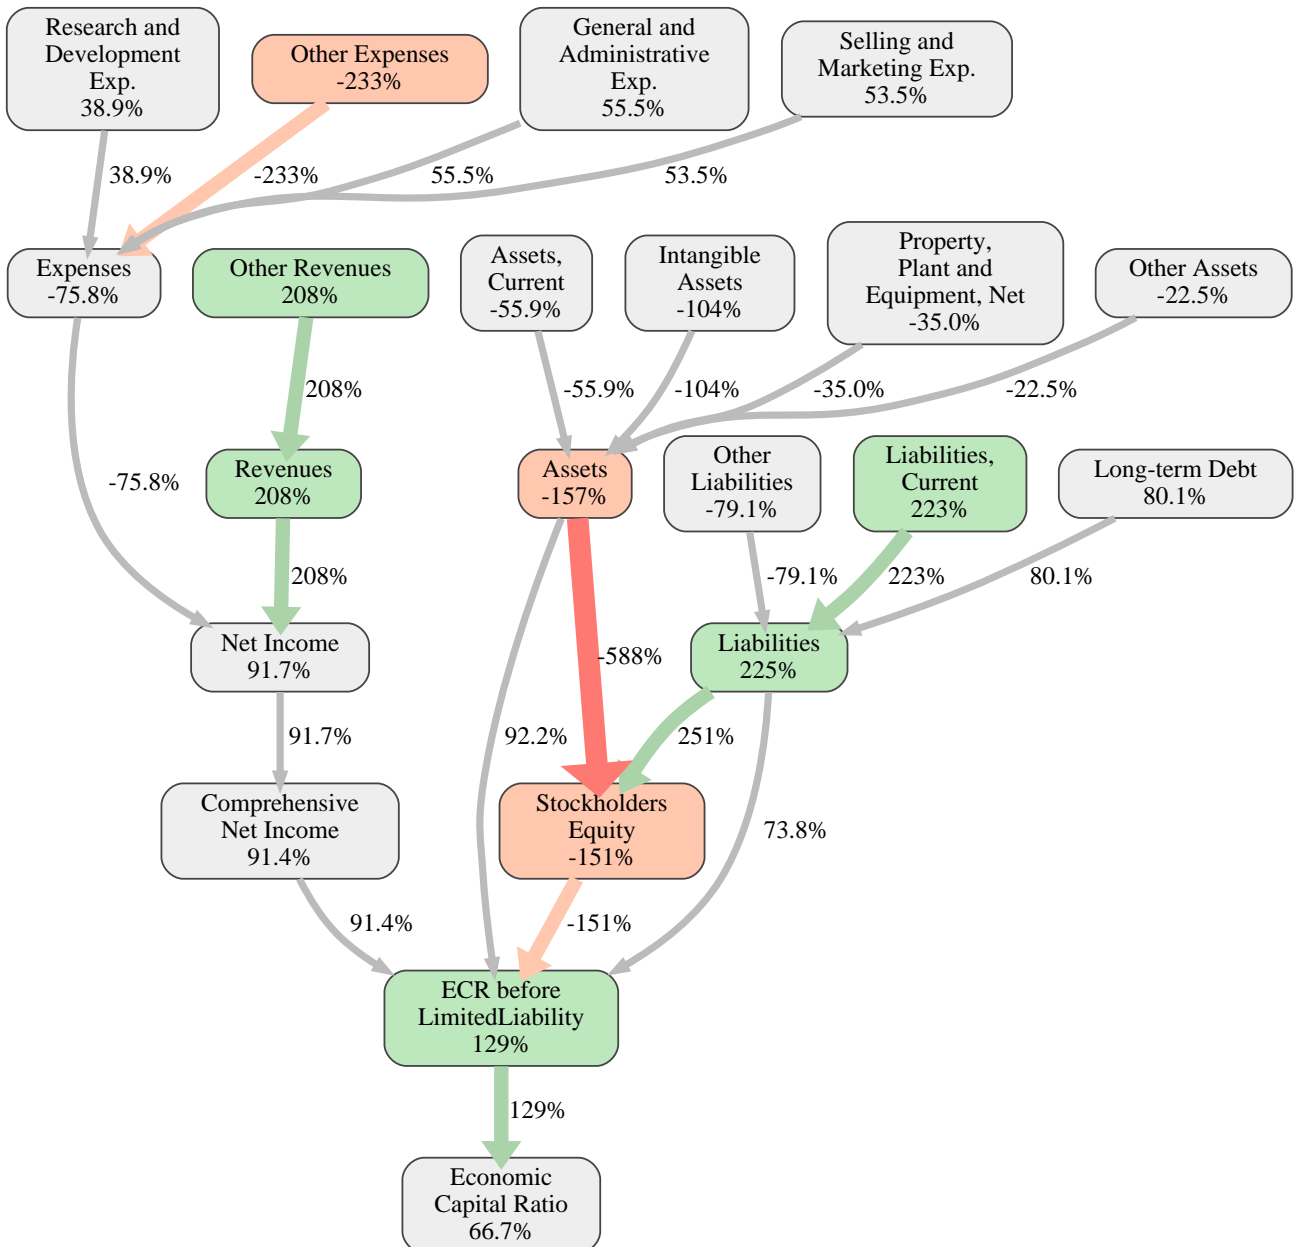 Research and
Development
Exp.
38.9%
Other Expenses
-233%
General and
Administrative
Exp.
55.5%
Selling and
Marketing Exp.
53.5%
38.9%
-233%
55.5%
53.5%
Expenses
-75.8%
Other Revenues
208%
Assets,
Current
-55.9%
Intangible
Assets
-104%
Property,
Plant and
Equipment, Net
-35.0%
Other Assets
-22.5%
208%
-55.9%
-104%
-35.0%
-22.5%
-75.8%
Revenues
208%
Assets
-157%
Other
Liabilities
-79.1%
Liabilities,
Current
223%
Long-term Debt
80.1%
208%
-79.1%
223%
80.1%
Net Income
91.7%
-588%
Liabilities
225%
91.7%
92.2%
251%
Comprehensive
Net Income
91.4%
Stockholders
Equity
-151%
73.8%
91.4%
-151%
ECR before
LimitedLiability
129%
129%
Economic
Capital Ratio
66.7%